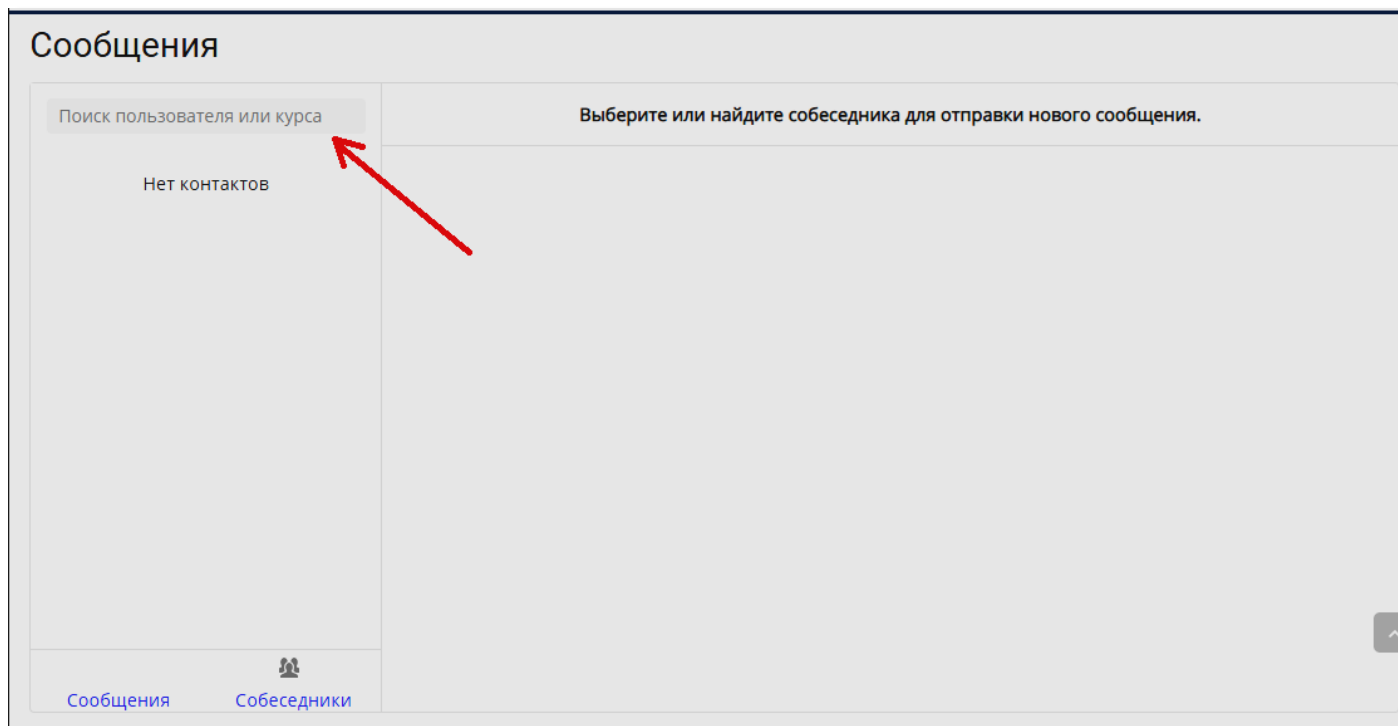 Сообщения
Поиск пользователя или курса
Выберите или найдите собеседника для отправки нового сообщения.
Нет контактов
Сообщения
Собеседники